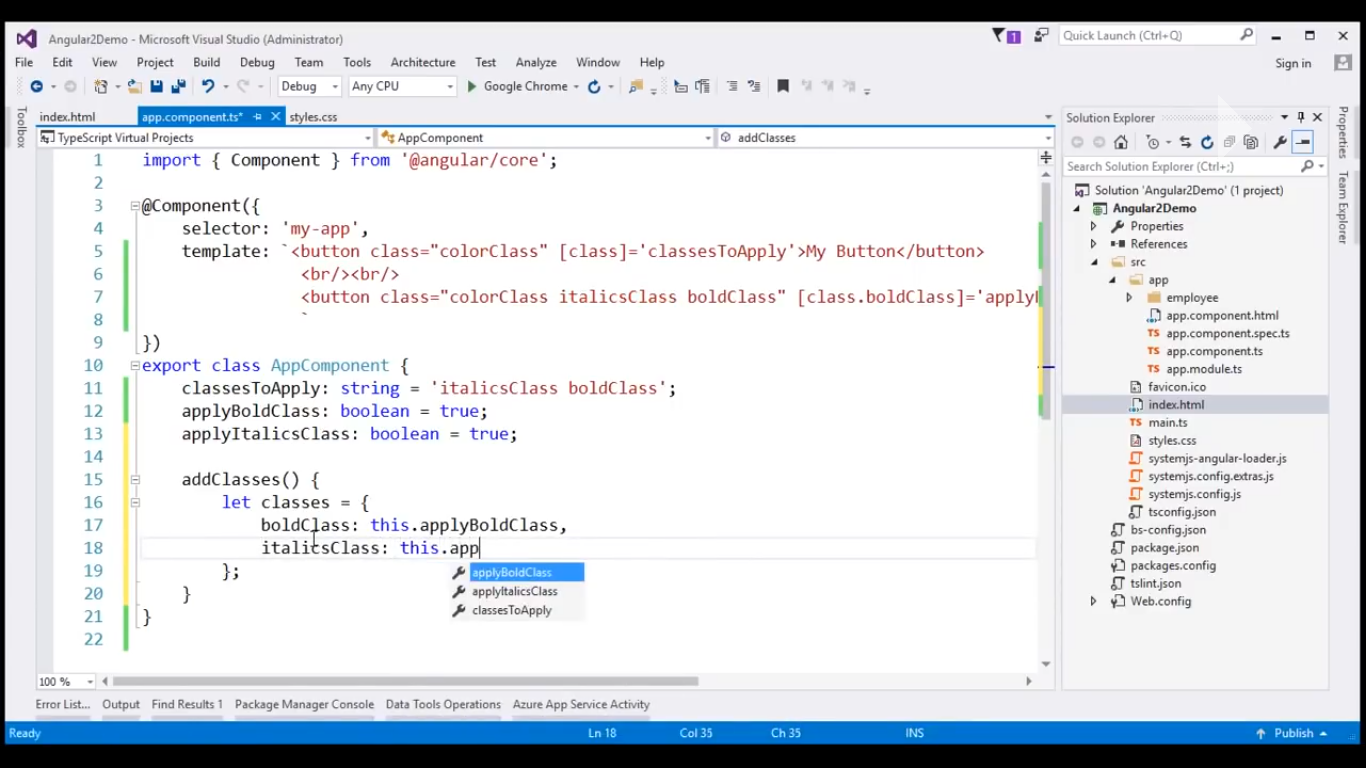 Angular2Demo - Microsoft Visual Studio (Administrator)
1
Quick Launch (Ctrl+Q)
File Edit View Project Build Debug Team Tools Architecture Test Analyze Window Help
Sign in
Debug Any CPU Google Chrome
Toolbox
index.html app.component.ts* styles.css
TypeScript Virtual Projects AppComponent addClasses
1 import { Component } from '@angular/core';
2
3 @Component({
4 selector: 'my-app',
5 template: `<button class="colorClass" [class]='classesToApply'>My Button</button>
6 <br/><br/>
7 <button class="colorClass italicsClass boldClass" [class.boldClass]='apply
8 `
9 })
10 export class AppComponent {
11 classesToApply: string = 'italicsClass boldClass';
12 applyBoldClass: boolean = true;
13 applyItalicsClass: boolean = true;
14
15 addClasses() {
16 let classes = {
17 boldClass: this.applyBoldClass,
18 italicsClass: this.app
19 };
20 }
21 }
22
applyBoldClass
applyItalicsClass
classesToApply
100 %
Solution Explorer
Search Solution Explorer (Ctrl+;)
Solution 'Angular2Demo' (1 project)
Angular2Demo
Properties
References
src
app
employee
app.component.html
TS app.component.spec.ts
TS app.component.ts
TS app.module.ts
favicon.ico
index.html
TS main.ts
styles.css
systemjs-angular-loader.js
systemjs.config.extras.js
systemjs.config.js
tsconfig.json
bs-config.json
package.json
packages.config
tslint.json
Web.config
Properties
Team Explorer
Error List... Output Find Results 1 Package Manager Console Data Tools Operations Azure App Service Activity
Ready Ln 18 Col 35 Ch 35 INS Publish